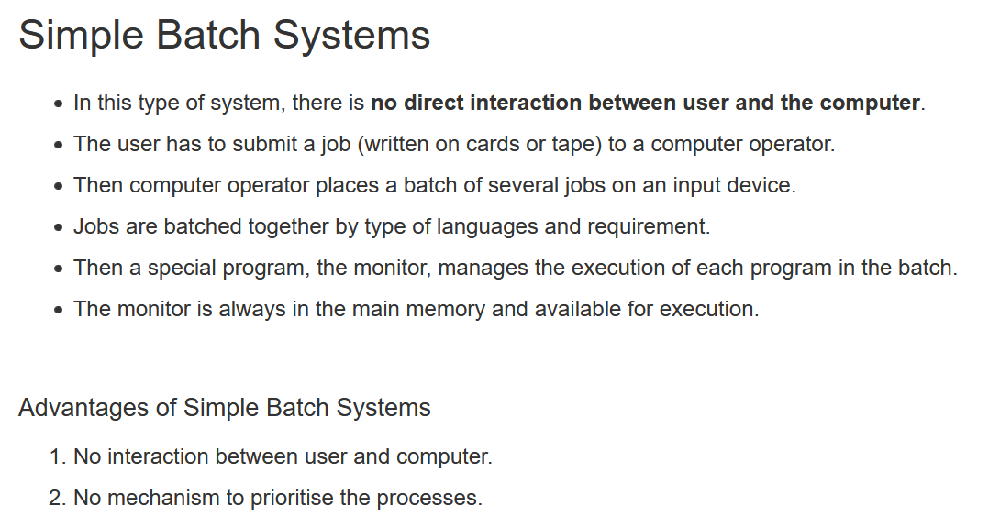 Simple Batch Systems
• In this type of system, there is no direct interaction between user and the computer.
• The user has to submit a job (written on cards or tape) to a computer operator.
• Then computer operator places a batch of several jobs on an input device.
• Jobs are batched together by type of languages and requirement.
• Then a special program, the monitor, manages the execution of each program in the batch.
• The monitor is always in the main memory and available for execution.
Advantages of Simple Batch Systems
1. No interaction between user and computer.
2. No mechanism to prioritise the processes.